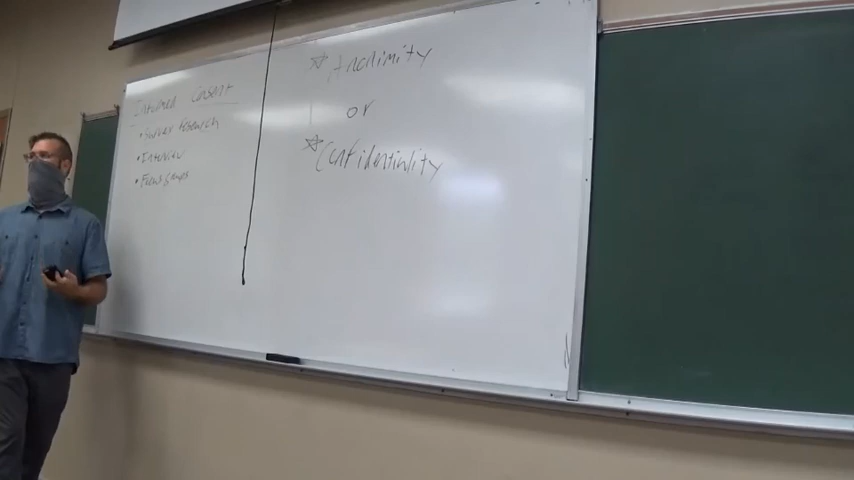 Informed Consent
• Survey Research
• Interview
• Focus groups
☆ Anonimity
or
☆ Confidentiality